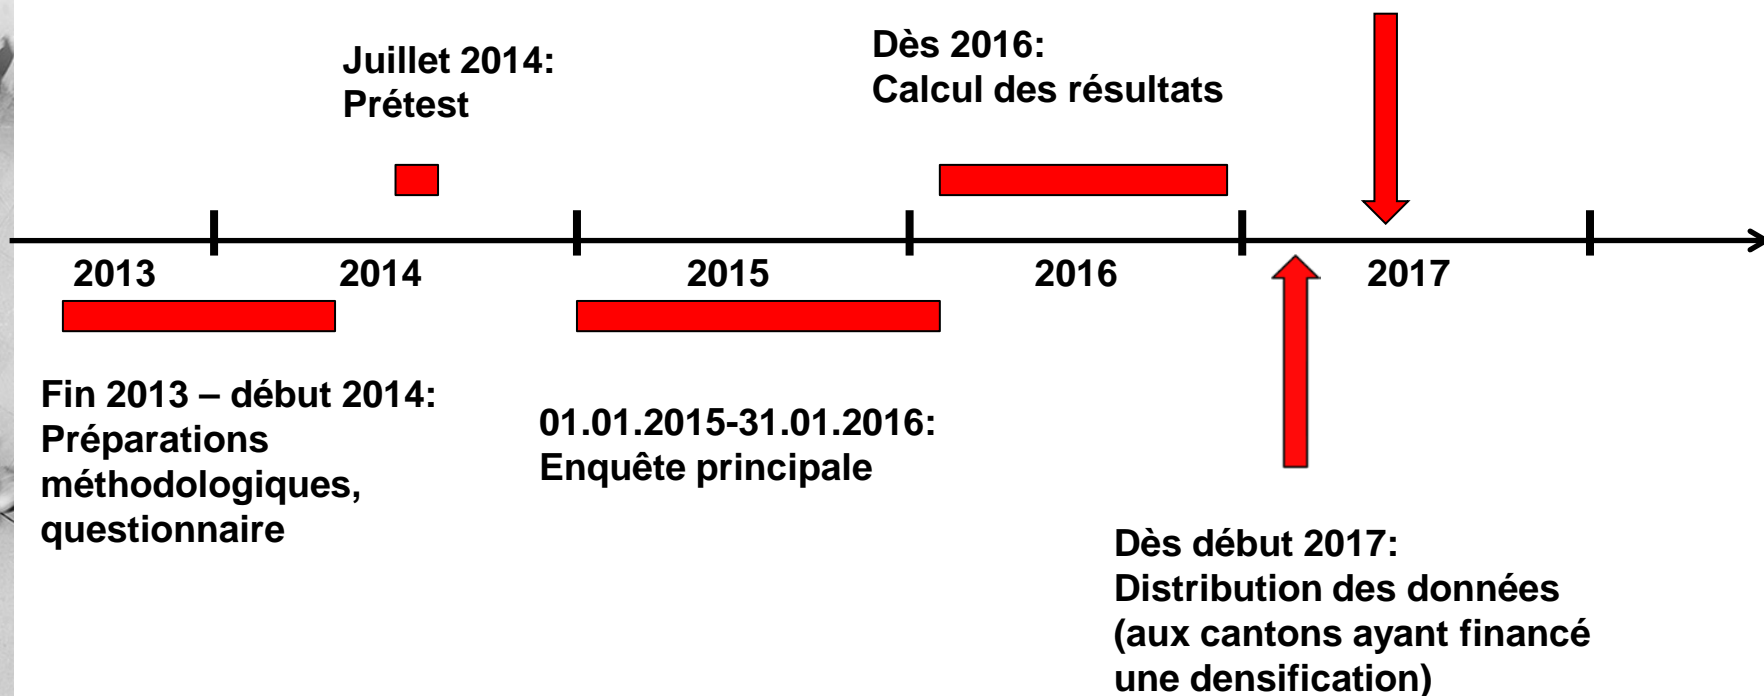 Juillet 2014:
Prétest
Dès 2016:
Calcul des résultats
2013
2014
2015
2016
2017
Fin 2013 – début 2014:
Préparations
méthodologiques,
questionnaire
01.01.2015-31.01.2016:
Enquête principale
Dès début 2017:
Distribution des données
(aux cantons ayant financé
une densification)